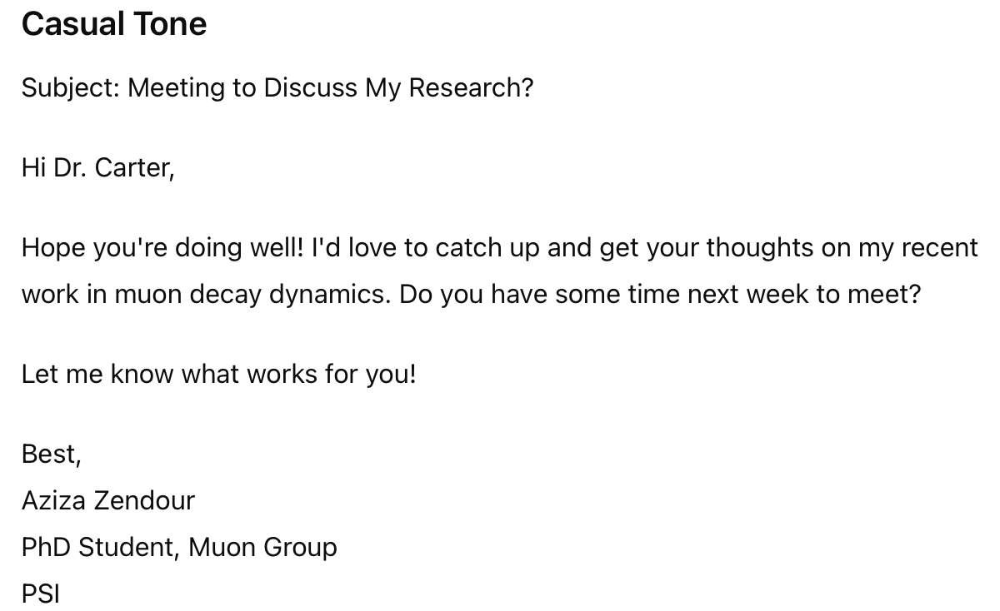 Casual Tone
Subject: Meeting to Discuss My Research?
Hi Dr. Carter,
Hope you're doing well! I'd love to catch up and get your thoughts on my recent
work in muon decay dynamics. Do you have some time next week to meet?
Let me know what works for you!
Best,
Aziza Zendour
PhD Student, Muon Group
PSI